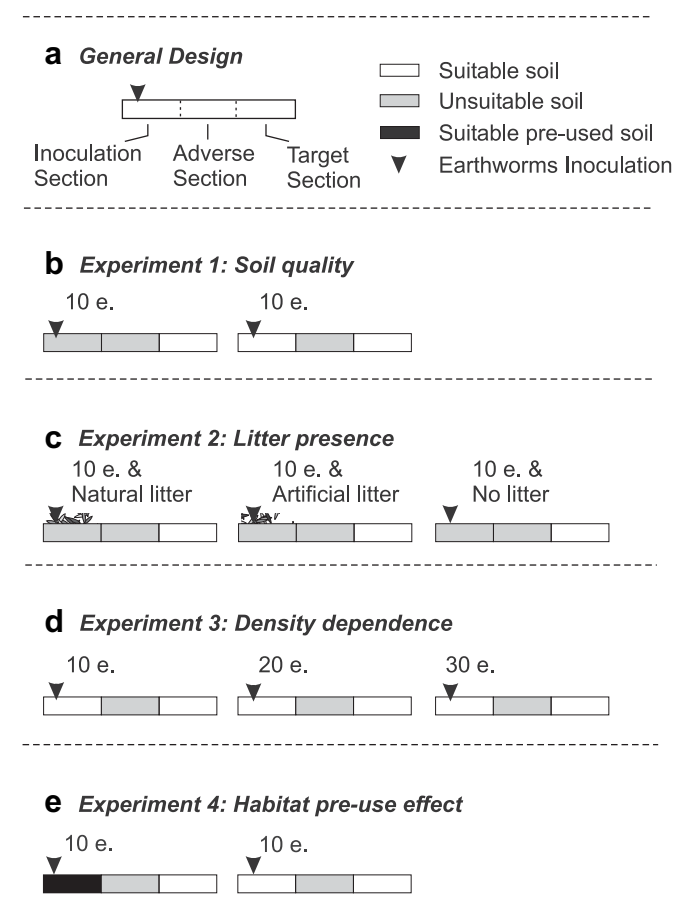 a General Design
Suitable soil
Unsuitable soil
Suitable pre-used soil
Earthworms Inoculation
Inoculation
Section
Adverse
Section
Target
Section
b Experiment 1: Soil quality
10 e.
10 e.
c Experiment 2: Litter presence
10 e. &
Natural litter
10 e. &
Artificial litter
10 e. &
No litter
d Experiment 3: Density dependence
10 e.
20 e.
30 e.
e Experiment 4: Habitat pre-use effect
10 e.
10 e.